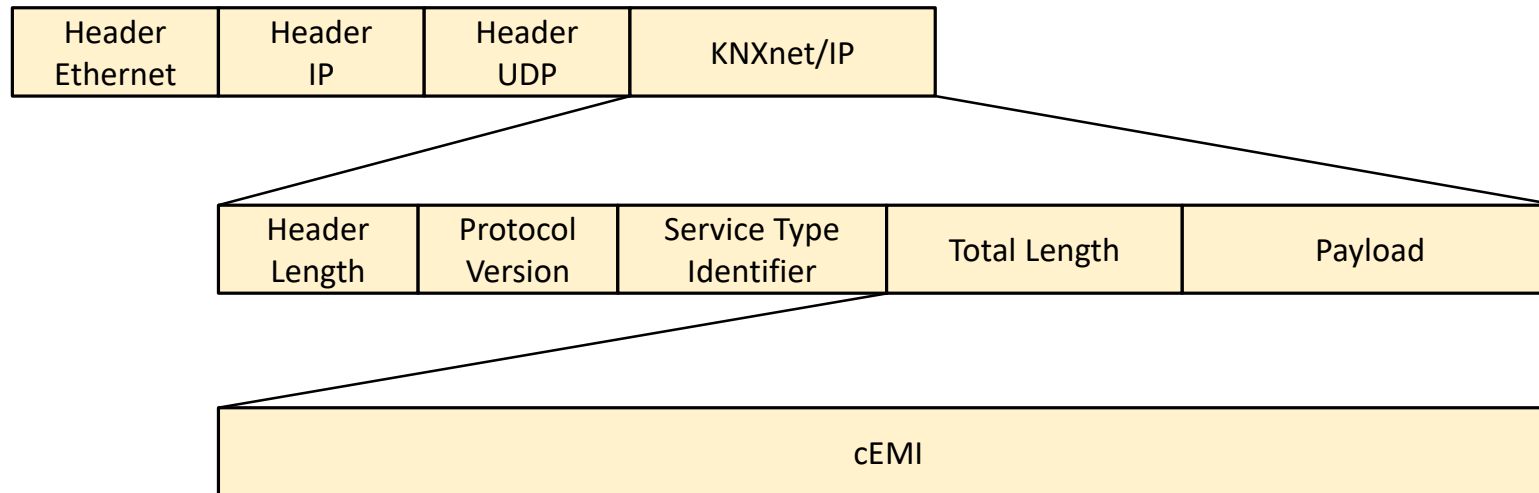 Header
Ethernet
Header
IP
Header
UDP
KNXnet/IP
Header
Length
Protocol
Version
Service Type
Identifier
Total Length
Payload
cEMI